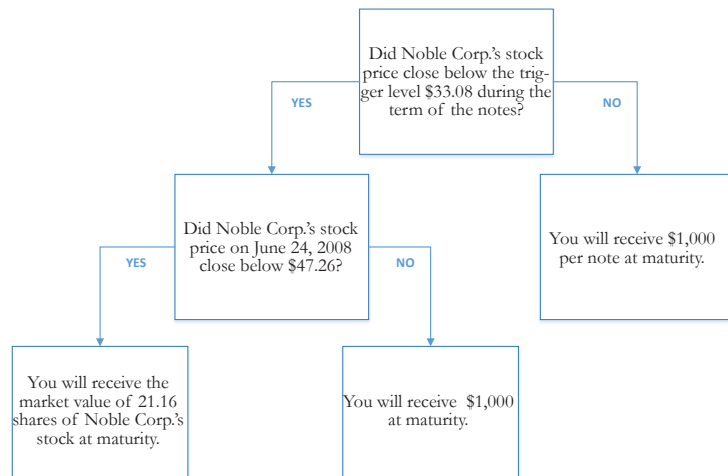 Did Noble Corp.'s stock
price close below the trig-
ger level $33.08 during the
term of the notes?
YES
NO
Did Noble Corp.'s stock
price on June 24, 2008
close below $47.26?
You will receive $1,000
per note at maturity.
YES
NO
You will receive the
market value of 21.16
shares of Noble Corp.'s
stock at maturity.
You will receive $1,000
at maturity.